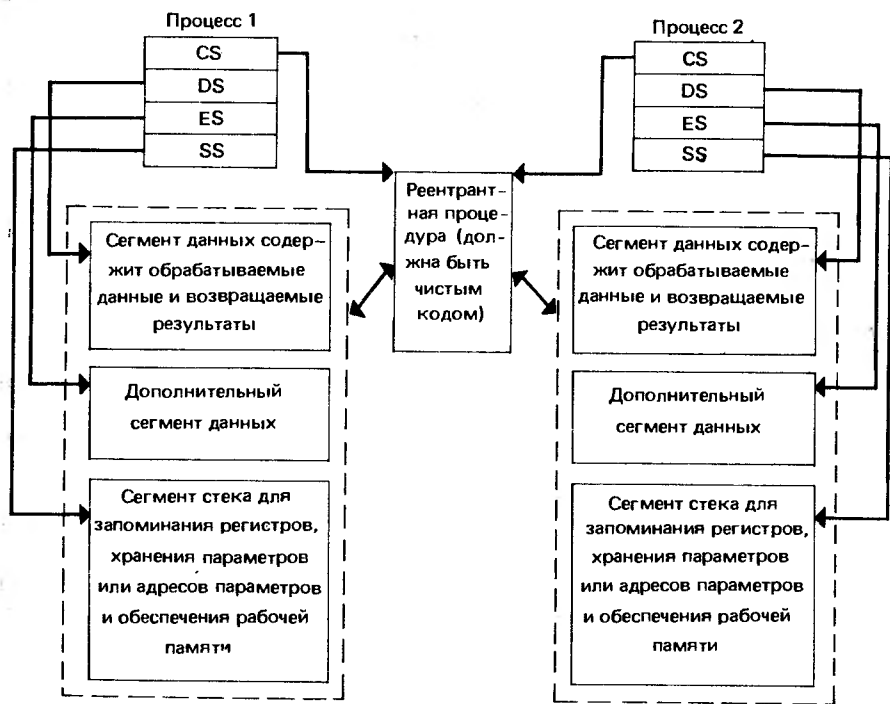 Процесс 1
CS
DS
ES
SS
Процесс 2
CS
DS
ES
SS
Реентрант-
ная проце-
дура (дол-
жна быть
чистым
кодом)
Сегмент данных содер-
жит обрабатываемые
данные и возвращаемые
результаты
Дополнительный
сегмент данных
Сегмент стека для
запоминания регистров,
хранения параметров
или адресов параметров
и обеспечения рабочей
памяти
Сегмент данных содер-
жит обрабатываемые
данные и возвращаемые
результаты
Дополнительный
сегмент данных
Сегмент стека для
запоминания регистров,
хранения параметров
или адресов параметров
и обеспечения рабочей
памяти